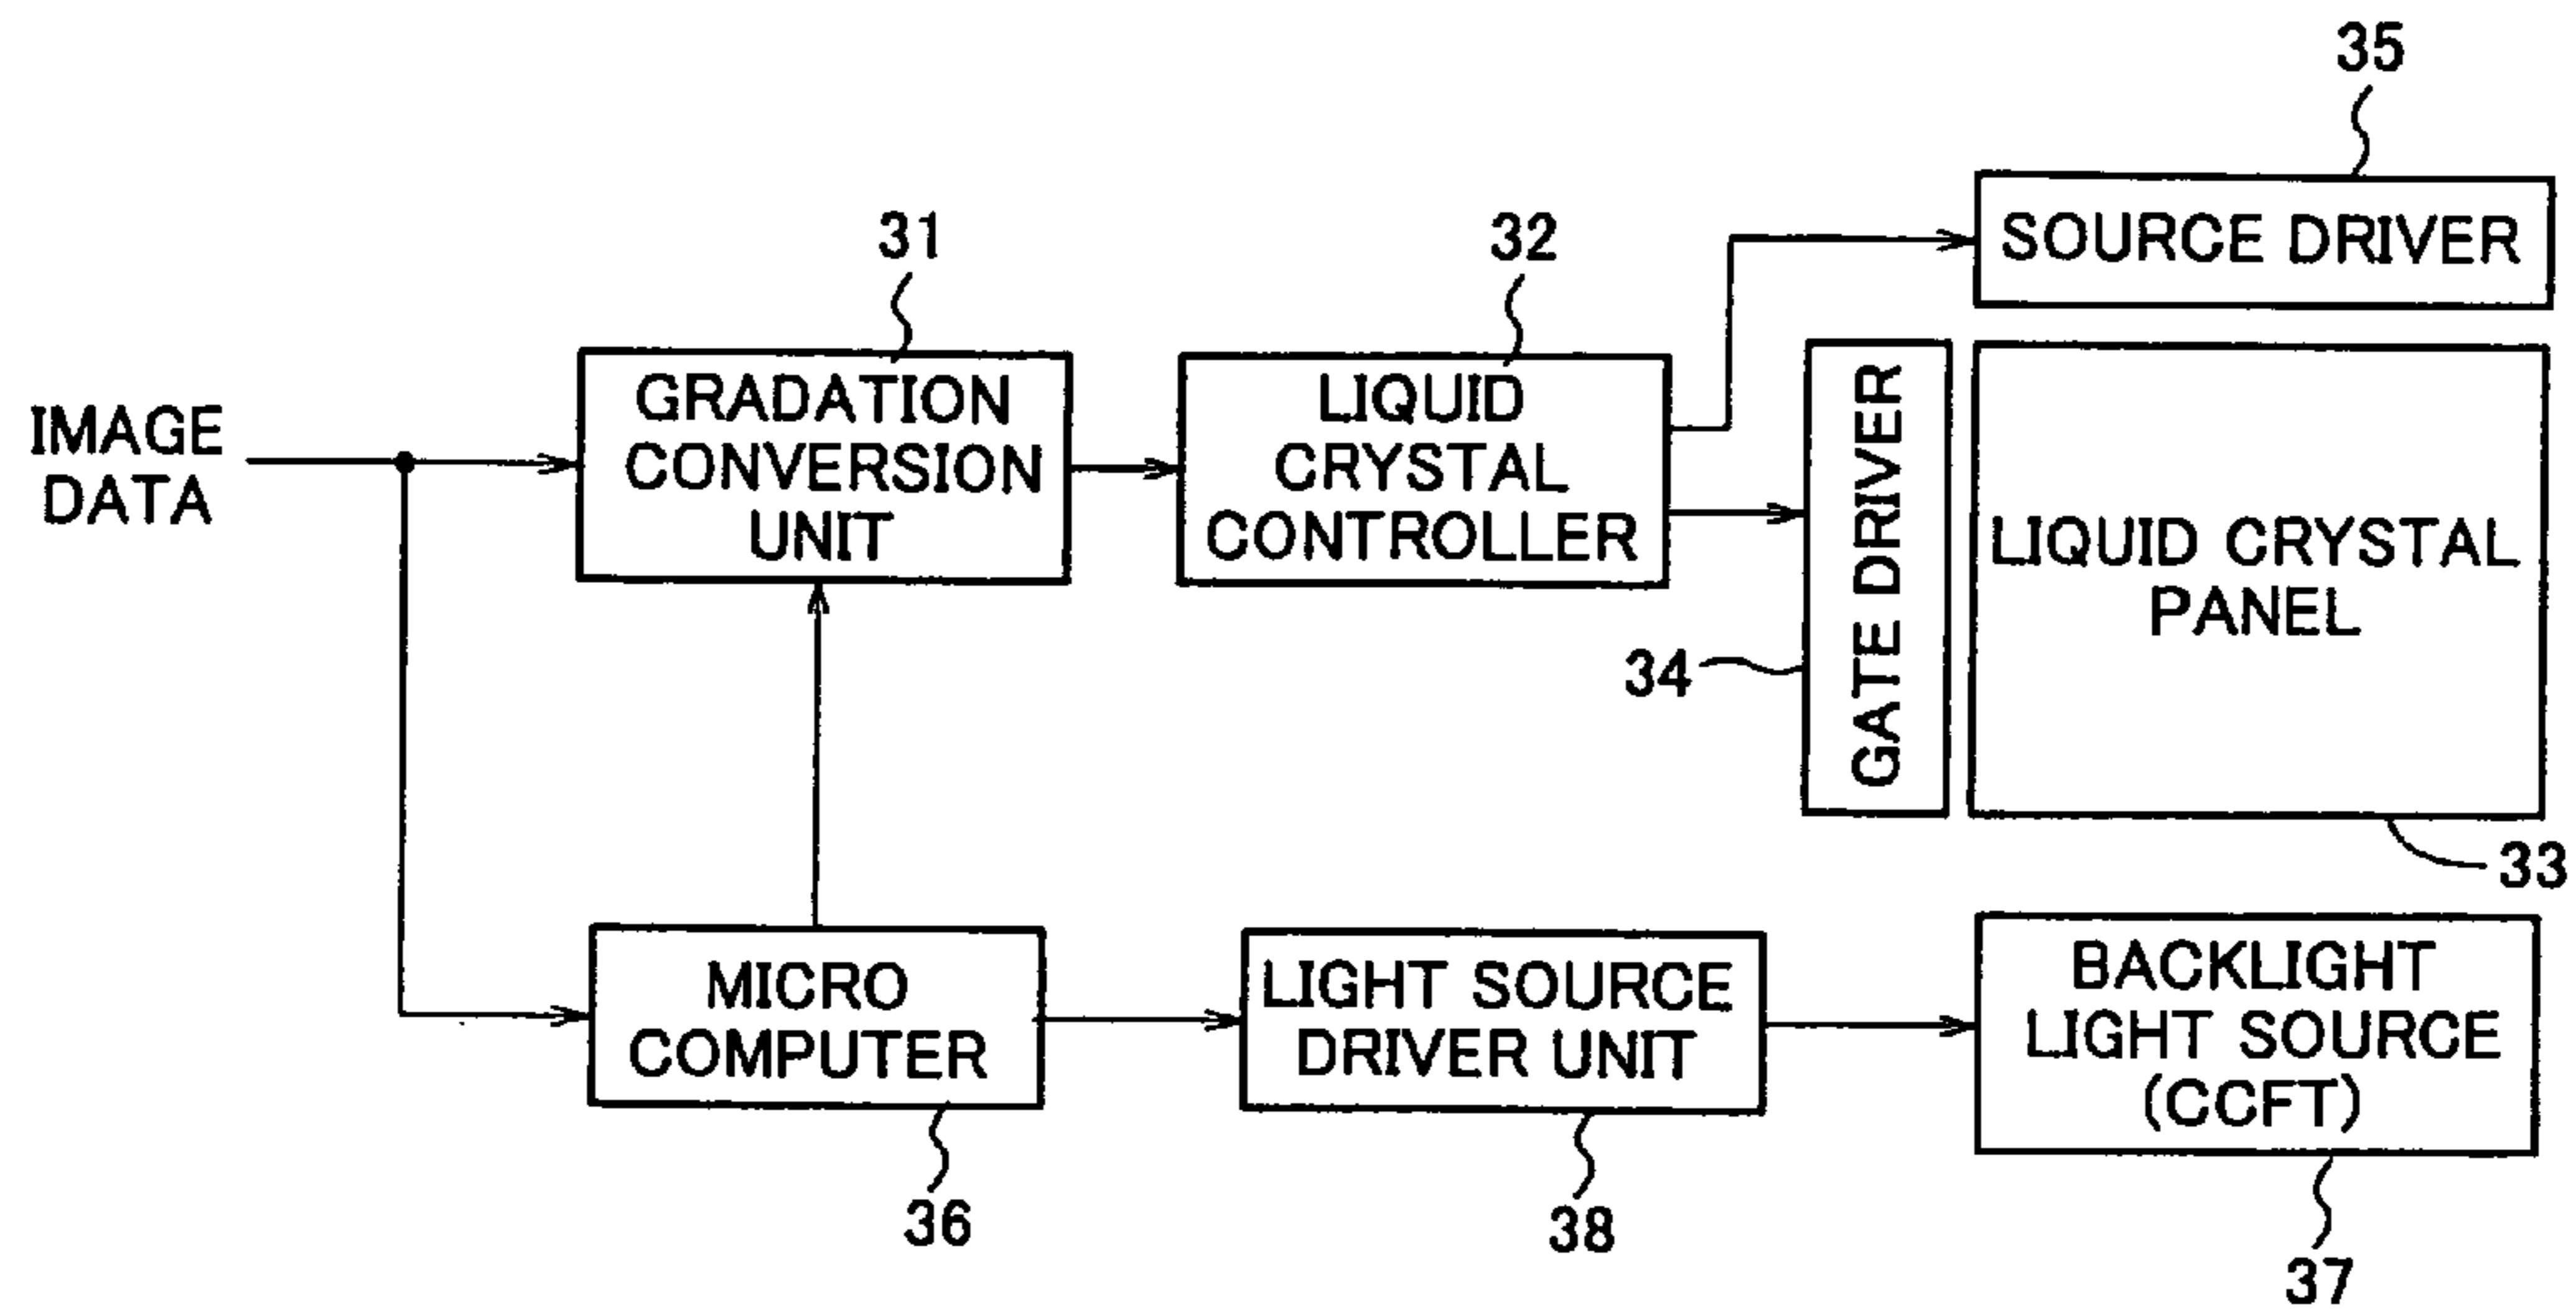 35
SOURCE DRIVER
31
32
IMAGE
DATA
GRADATION
CONVERSION
UNIT
LIQUID
CRYSTAL
CONTROLLER
GATE DRIVER
34
LIQUID CRYSTAL
PANEL
33
MICRO
COMPUTER
36
LIGHT SOURCE
DRIVER UNIT
38
BACKLIGHT
LIGHT SOURCE
(CCFT)
37